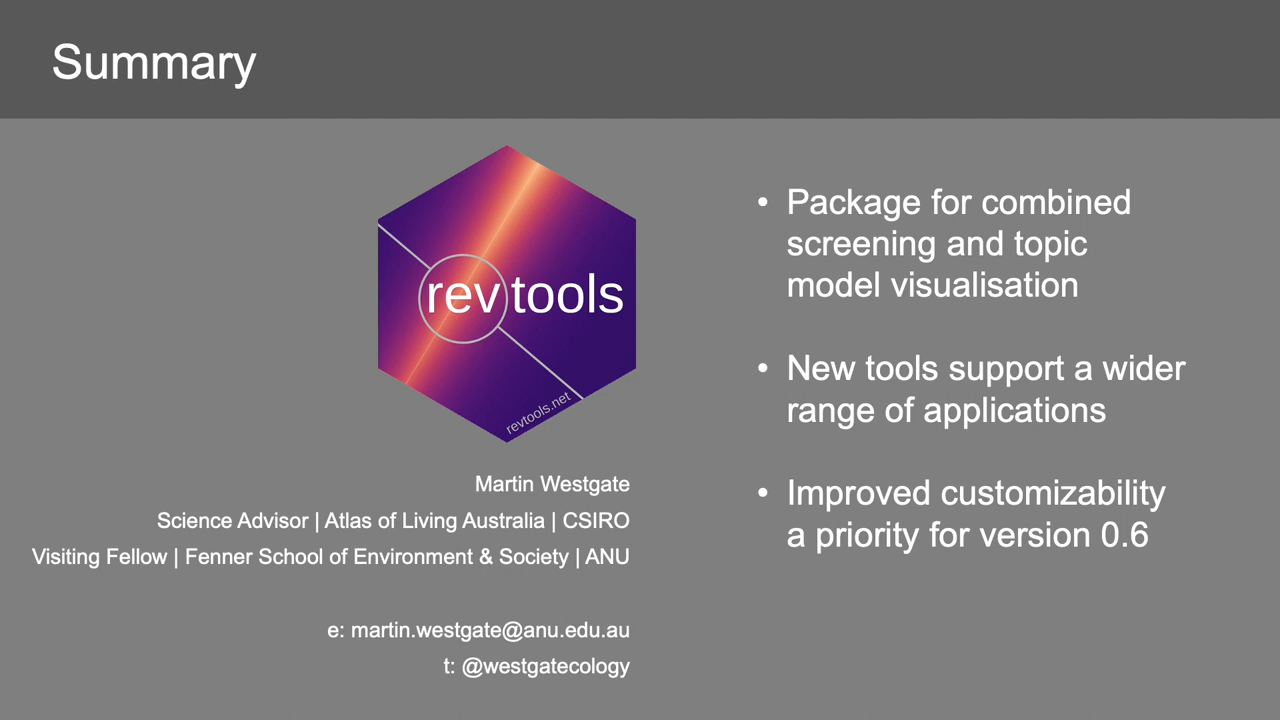 Summary
revtools
revtools.net
Martin Westgate
Science Advisor | Atlas of Living Australia | CSIRO
Visiting Fellow | Fenner School of Environment & Society | ANU
e: martin.westgate@anu.edu.au
t: @westgatecology
• Package for combined
screening and topic
model visualisation
• New tools support a wider
range of applications
• Improved customizability
a priority for version 0.6